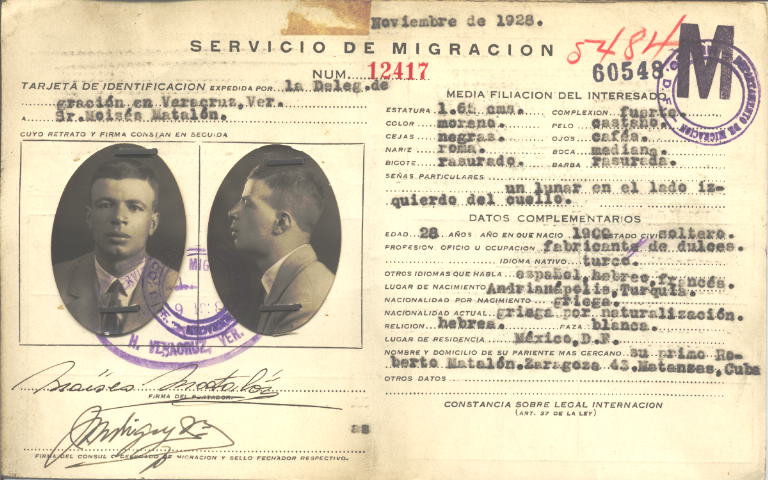 Noviembre de 1928.
SERVICIO DE MIGRACION
5484
NUM. 12417
60548
M
TARJETA DE IDENTIFICACION EXPEDIDA POR la Deleg.de
gración en Veracruz,Ver.
A Sr.Moisés Matalón.
CUYO RETRATO Y FIRMA CONSTAN EN SEGUIDA
H. VERACRUZ, VER.
Moisés Matalón
FIRMA DEL PORTADOR.
as
FIRMA DEL CONSUL O DELEGADO DE MIGRACION Y SELLO FECHADOR RESPECTIVO.
MEDIA FILIACION DEL INTERESADO
DEPARTAMENTO DE MIGRACION
ESTATURA 1.65 cms. COMPLEXION fuerte.
COLOR moreno. PELO castaño.
CEJAS negras. OJOS cafés.
NARIZ roma. BOCA mediana.
BIGOTE rasurado. BARBA rasurada.
SEÑAS PARTICULARES
un lunar en el lado iz-
quierdo del cuello.
DATOS COMPLEMENTARIOS
EDAD 28 AÑOS AÑO EN QUE NACIO 1900 ESTADO CIVIL soltero.
PROFESION OFICIO U OCUPACION fabricante de dulces.
IDIOMA NATIVO turco.
OTROS IDIOMAS QUE HABLA español,hebreo,francés.
LUGAR DE NACIMIENTO Andrianépolis,Turquía.
NACIONALIDAD POR NACIMIENTO griega.
NACIONALIDAD ACTUAL griega por naturalización.
RELIGION hebrea. RAZA blanca.
LUGAR DE RESIDENCIA México,D.F.
NOMBRE Y DOMICILIO DE SU PARIENTE MAS CERCANO su primo Ro-
berto Matalón.Zaragoza 43.Matanzas,Cuba
OTROS DATOS
CONSTANCIA SOBRE LEGAL INTERNACION
(ART. 27 DE LA LEY)